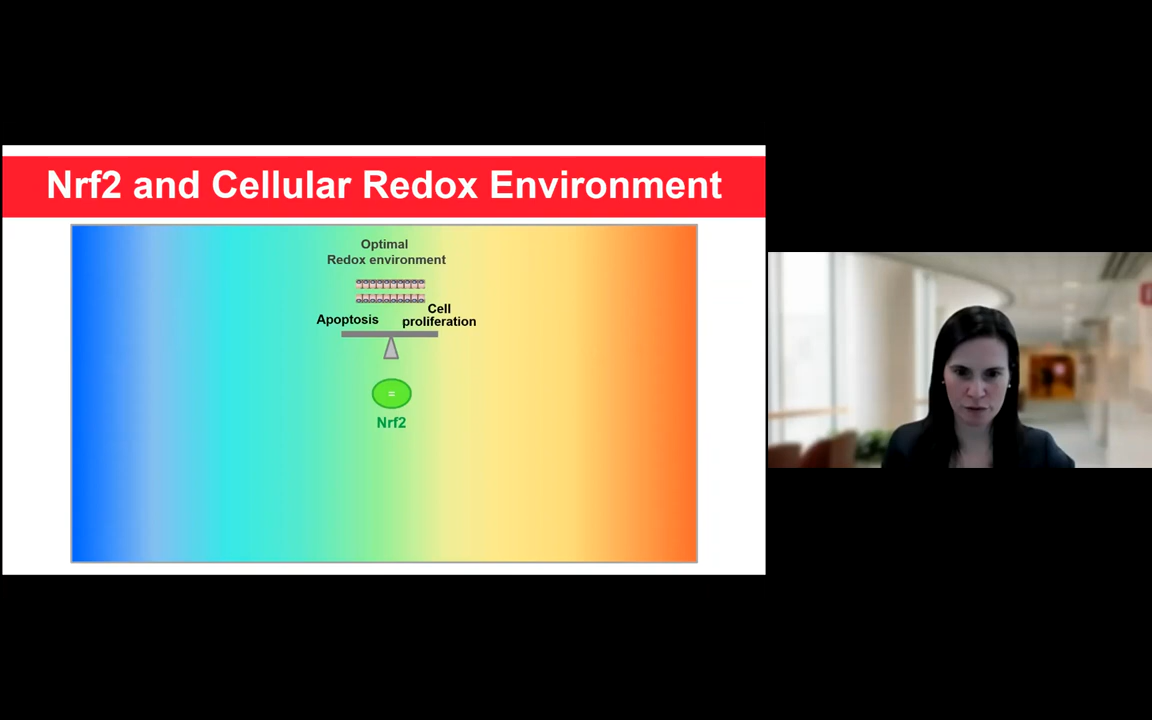 Nrf2 and Cellular Redox Environment
Optimal
Redox environment
Apoptosis
Cell
proliferation
=
Nrf2